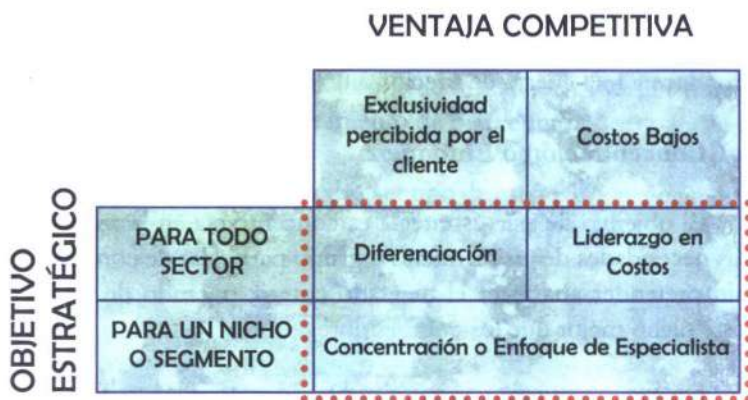 VENTAJA COMPETITIVA
Exclusividad
percibida por el
cliente
Costos Bajos
OBJETIVO
ESTRATÉGICO
PARA TODO
SECTOR
Diferenciación
Liderazgo en
Costos
PARA UN NICHO
O SEGMENTO
Concentración o Enfoque de Especialista